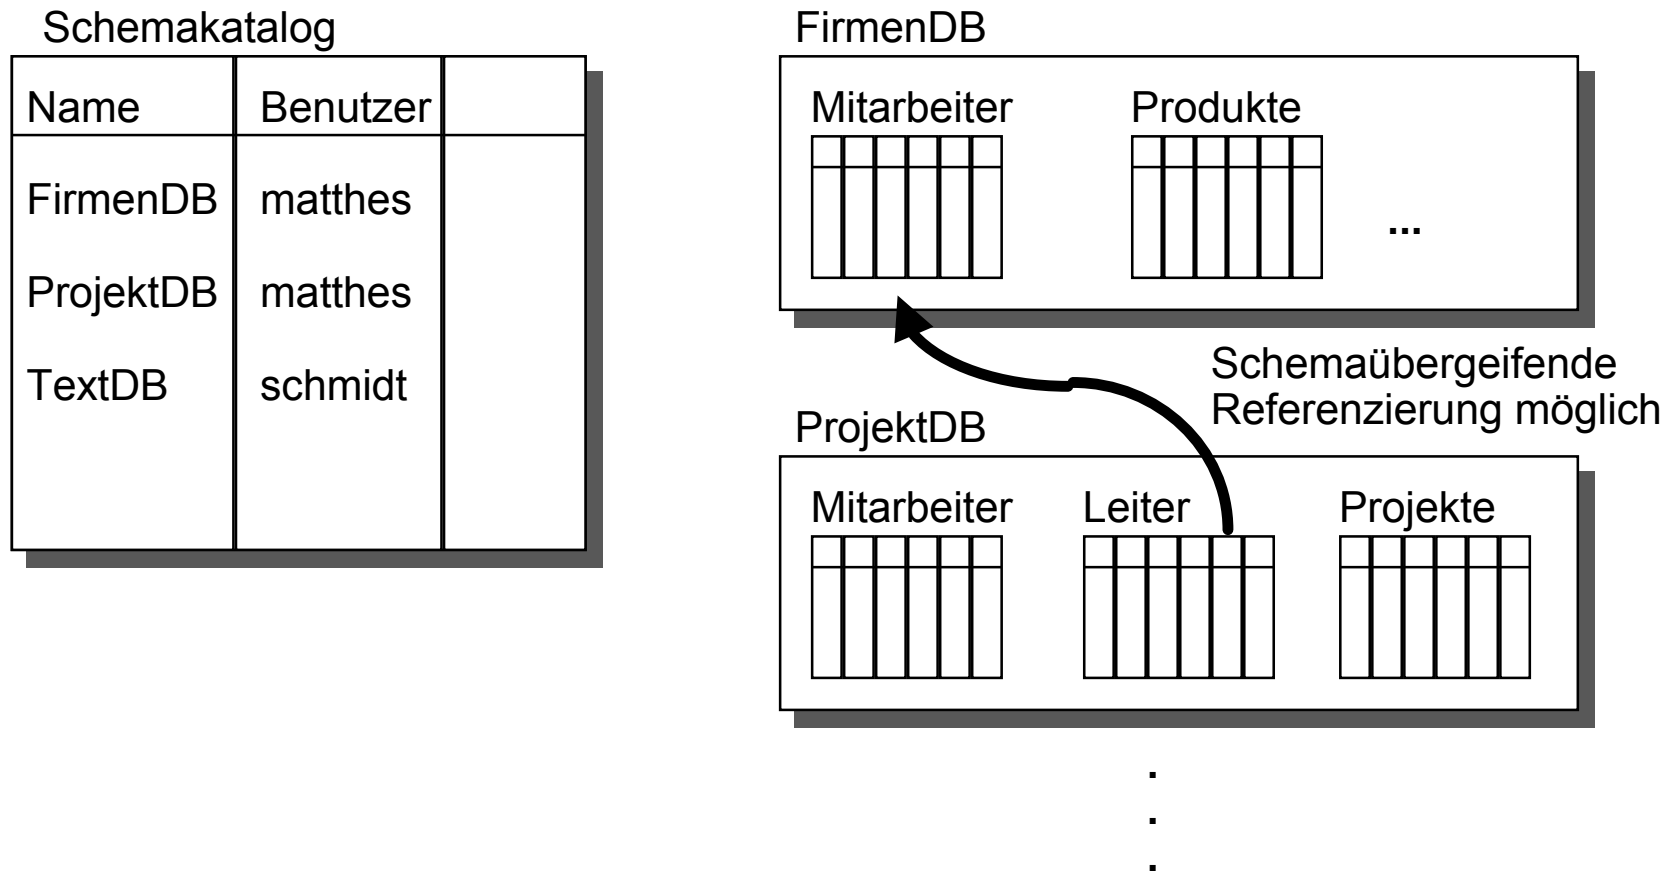 Schemakatalog
Name Benutzer
FirmenDB matthes
ProjektDB matthes
TextDB schmidt
FirmenDB
Mitarbeiter Produkte
...
Schemaübergeifende
Referenzierung möglich
ProjektDB
Mitarbeiter Leiter Projekte
.
.
.